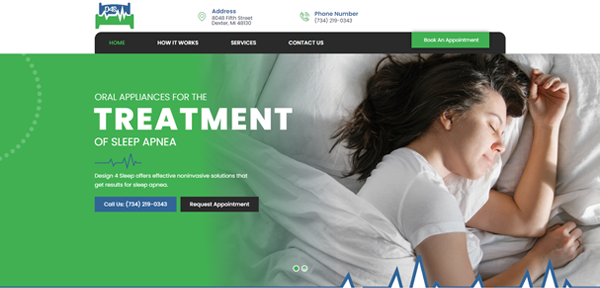 D4S
Address
8048 Fifth Street
Dexter, MI 48130
Phone Number
(734) 219-0343
HOME
HOW IT WORKS
SERVICES
CONTACT US
Book An Appointment
ORAL APPLIANCES FOR THE
TREATMENT
OF SLEEP APNEA
Design 4 Sleep offers effective noninvasive solutions that
get results for sleep apnea.
Call Us: (734) 219-0343
Request Appointment